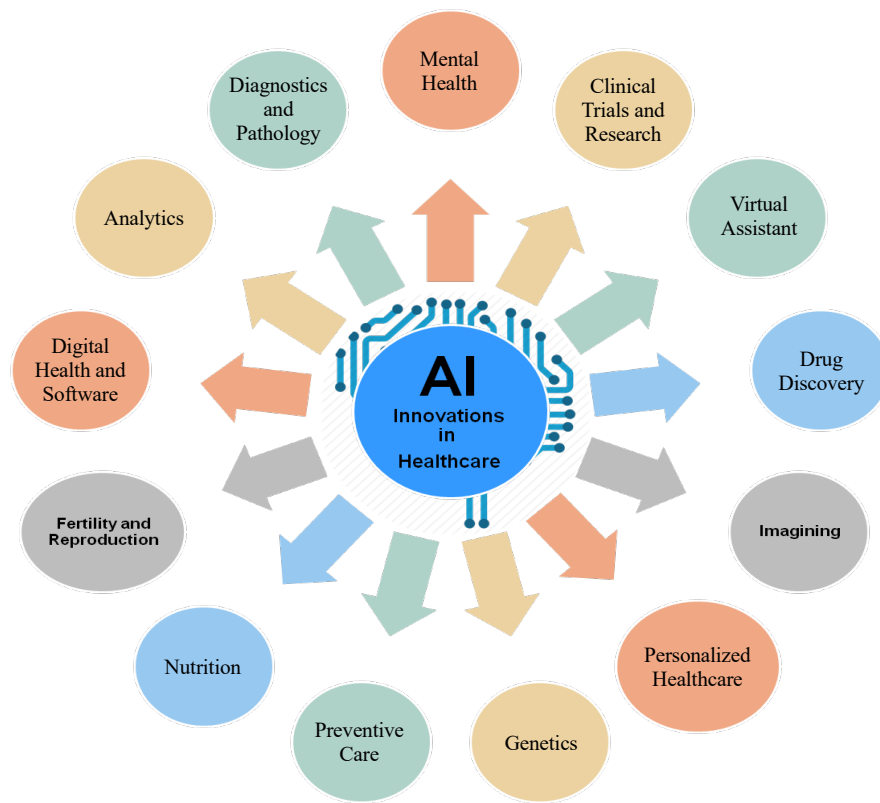 Mental
Health
Clinical
Trials and
Research
Virtual
Assistant
Drug
Discovery
Imagining
Personalized
Healthcare
Genetics
Preventive
Care
Nutrition
Fertility and
Reproduction
Digital
Health and
Software
Analytics
Diagnostics
and
Pathology
AI
Innovations
in
Healthcare